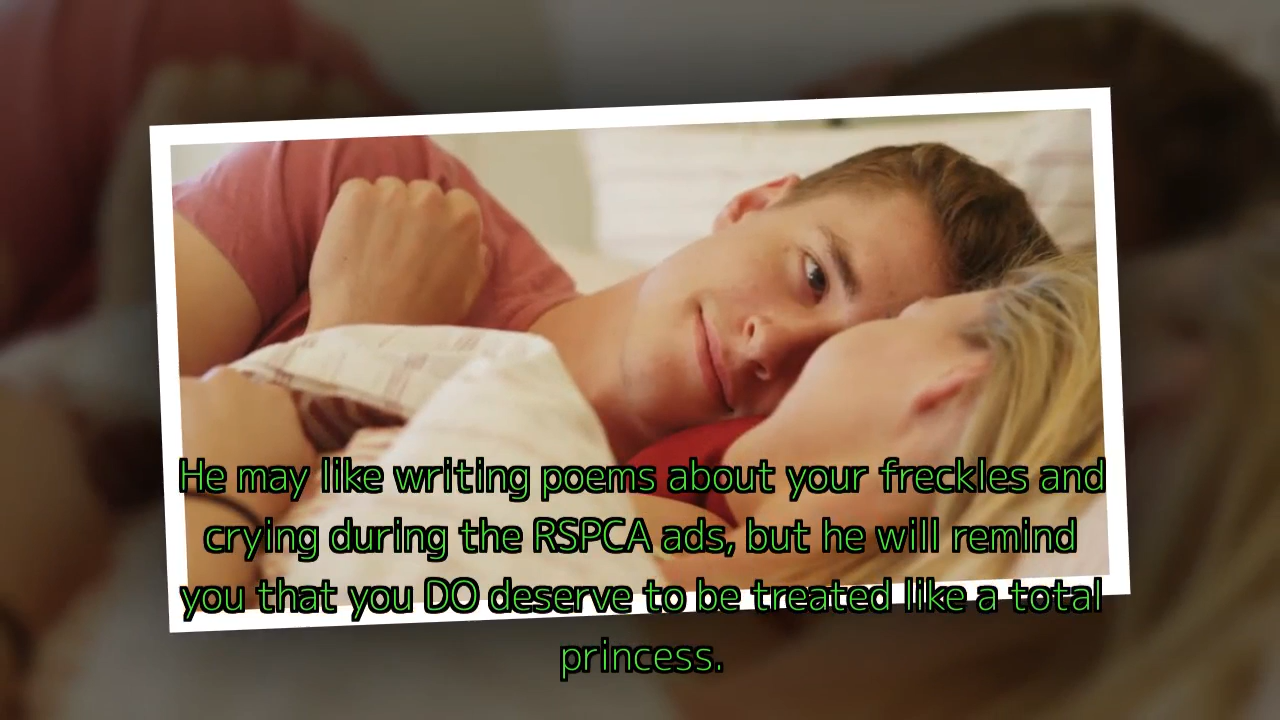 He may like writing poems about your freckles and
crying during the RSPCA ads, but he will remind
you that you DO deserve to be treated like a total
princess.